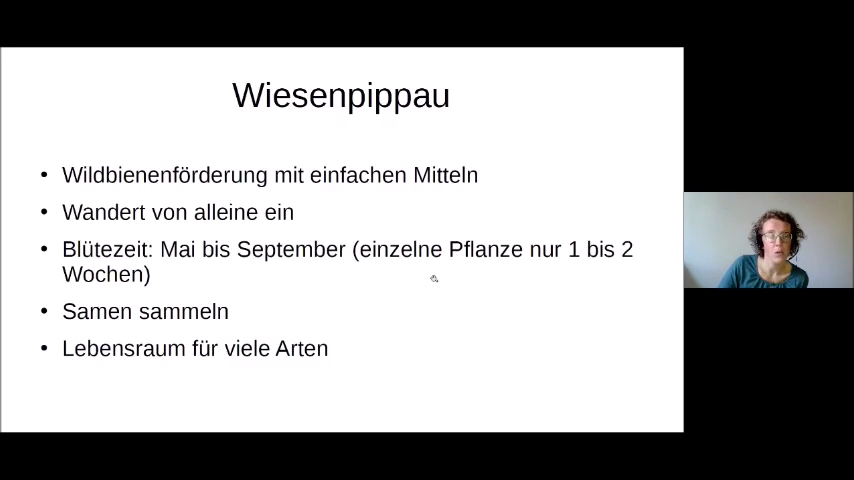 Wiesenpippau
• Wildbienenförderung mit einfachen Mitteln
• Wandert von alleine ein
• Blütezeit: Mai bis September (einzelne Pflanze nur 1 bis 2
Wochen)
• Samen sammeln
• Lebensraum für viele Arten